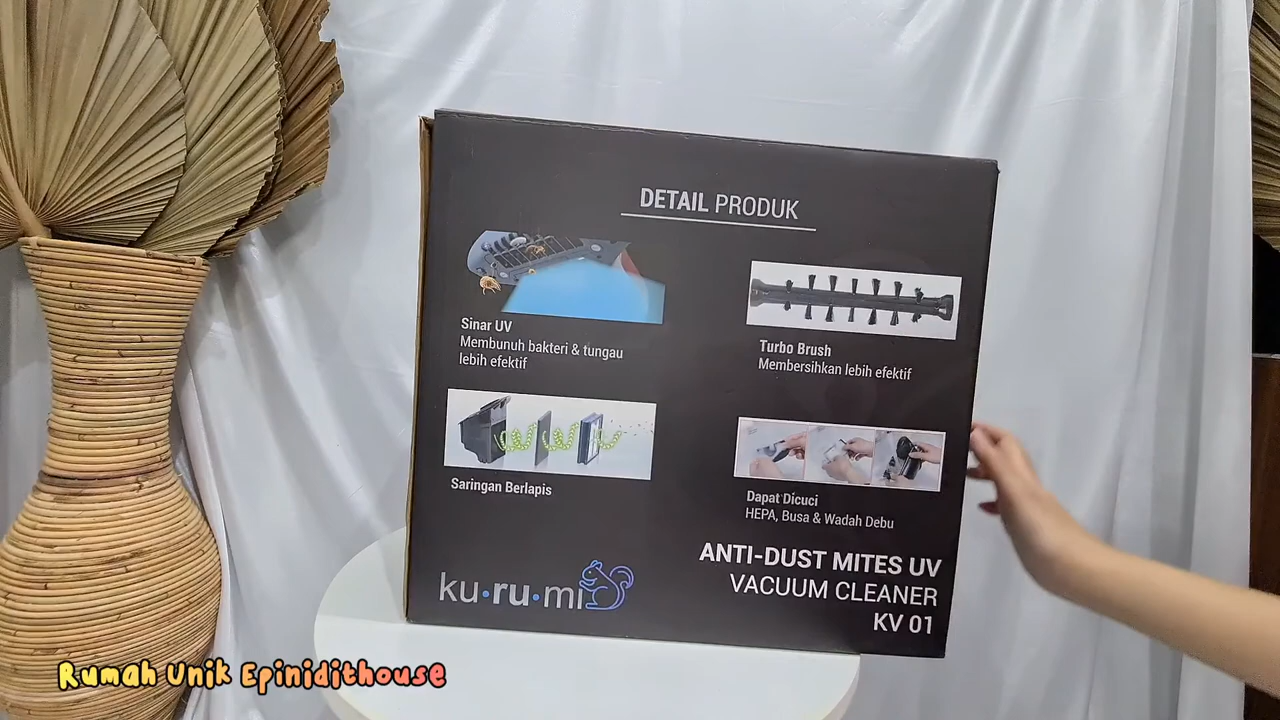 DETAIL PRODUK
Sinar UV
Membunuh bakteri & tungau
lebih efektif
Turbo Brush
Membersihkan lebih efektif
Saringan Berlapis
Dapat Dicuci
HEPA, Busa & Wadah Debu
ku·ru·mi
ANTI-DUST MITES UV
VACUUM CLEANER
KV 01
Rumah Unik Epinidithouse